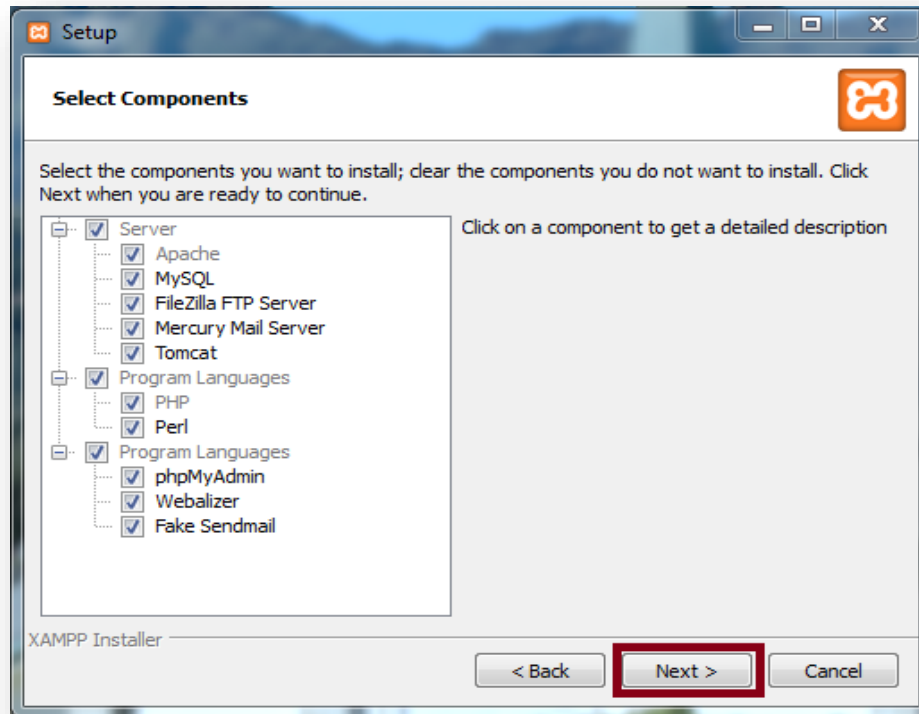 Setup
Select Components
Select the components you want to install; clear the components you do not want to install. Click
Next when you are ready to continue.
Server
Apache
MySQL
FileZilla FTP Server
Mercury Mail Server
Tomcat
Program Languages
PHP
Perl
Program Languages
phpMyAdmin
Webalizer
Fake Sendmail
Click on a component to get a detailed description
XAMPP Installer
< Back
Next >
Cancel